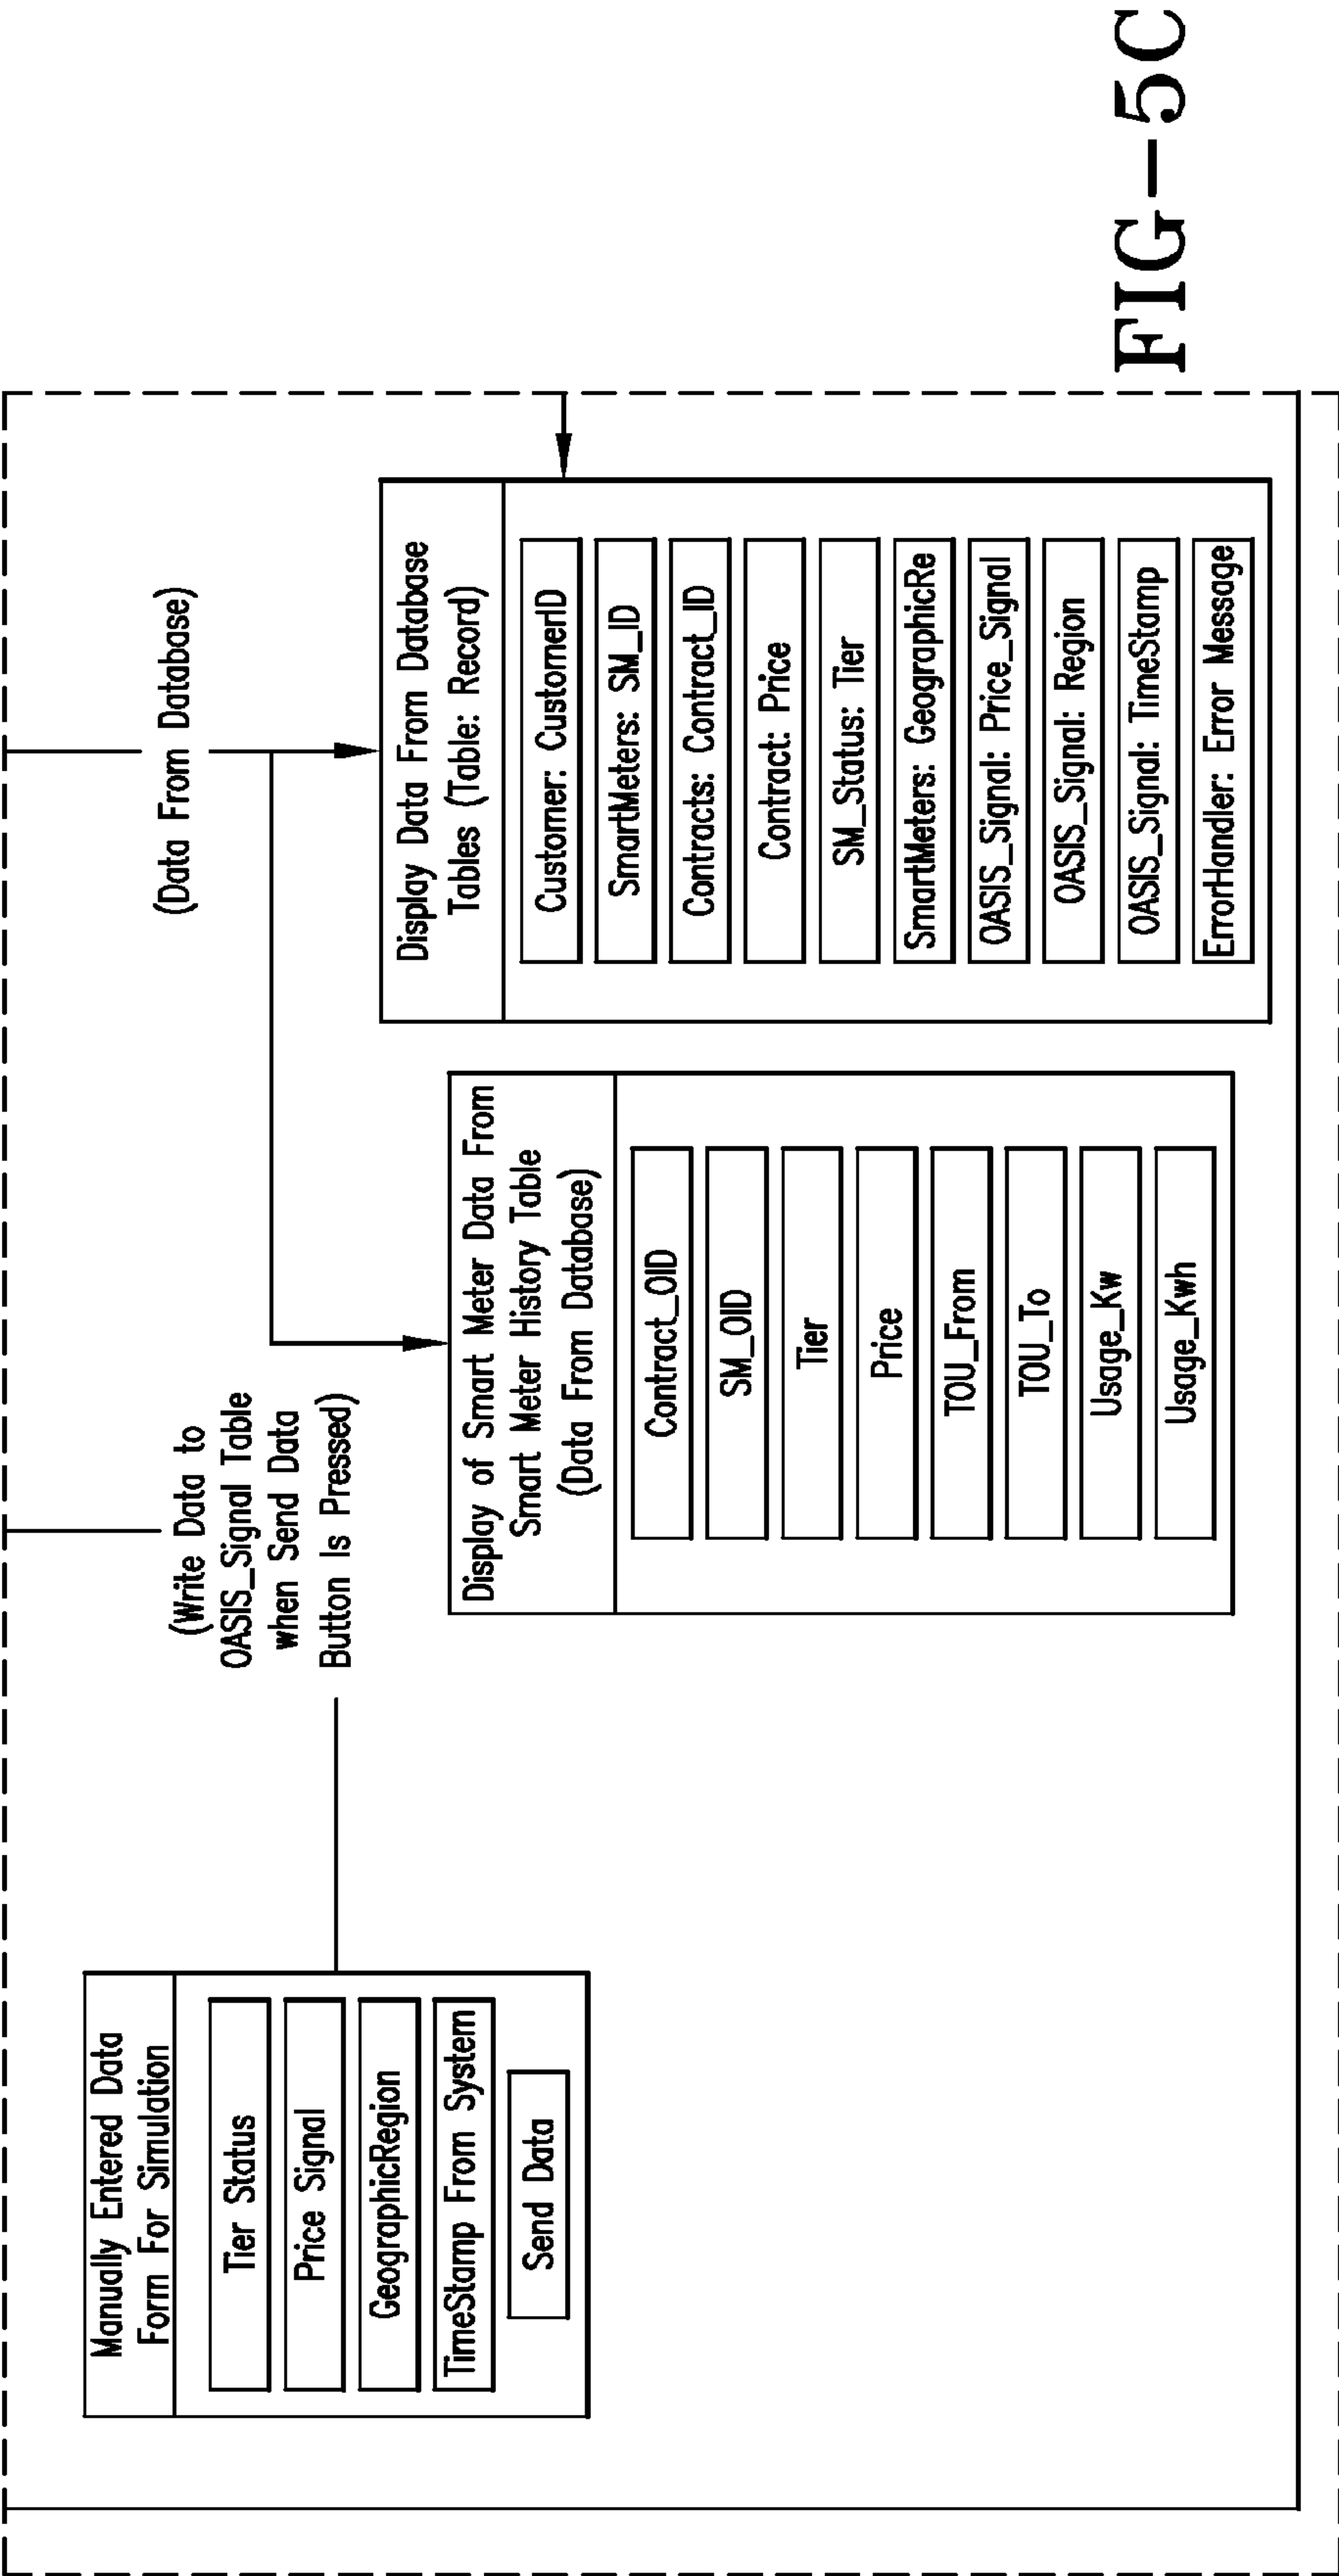 (Data From Database)
(Write Data to
OASIS_Signal Table
when Send Data
Button Is Pressed)
Manually Entered Data
Form For Simulation
Tier Status
Price Signal
GeographicRegion
TimeStamp From System
Send Data
Display of Smart Meter Data From
Smart Meter History Table
(Data From Database)
Contract_OID
SM_OID
Tier
Price
TOU_From
TOU_To
Usage_Kw
Usage_Kwh
Display Data From Database
Tables (Table: Record)
Customer: CustomerID
SmartMeters: SM_ID
Contracts: Contract_ID
Contract: Price
SM_Status: Tier
SmartMeters: GeographicRe
OASIS_Signal: Price_Signal
OASIS_Signal: Region
OASIS_Signal: TimeStamp
ErrorHandler: Error Message
FIG-5C